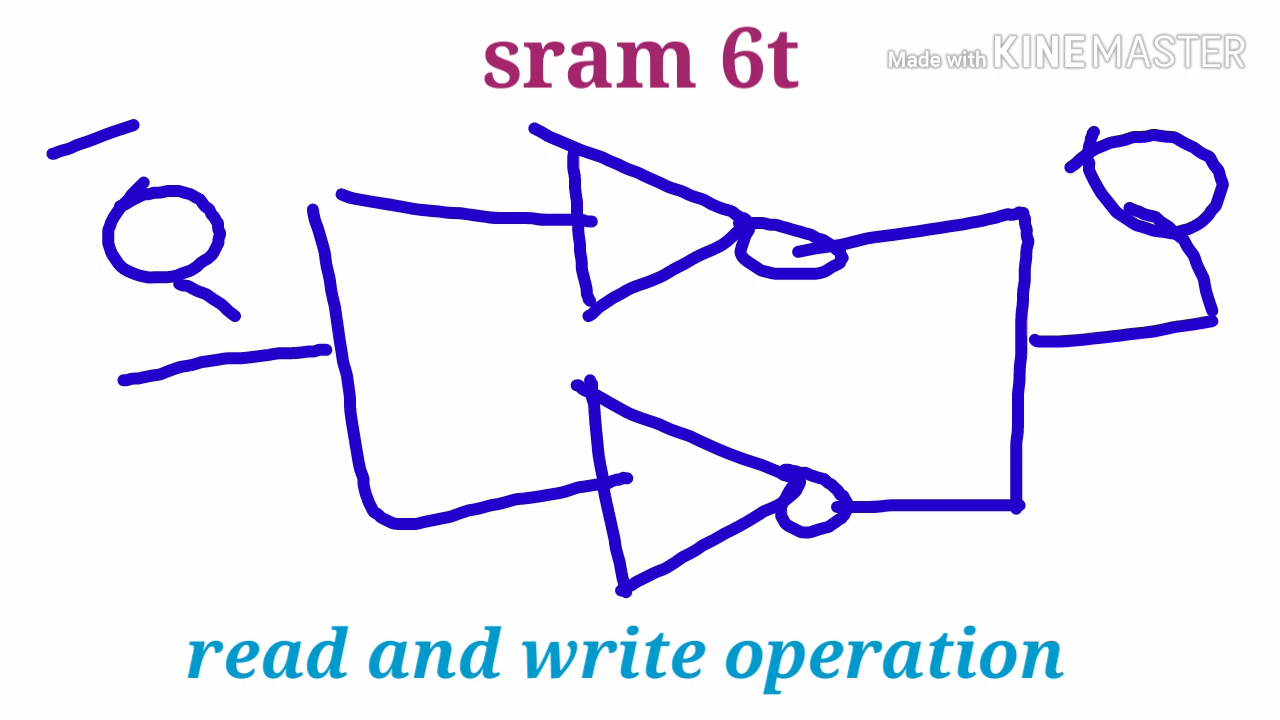 sram 6t
Made with KINEMASTER
Q̅ Q
read and write operation